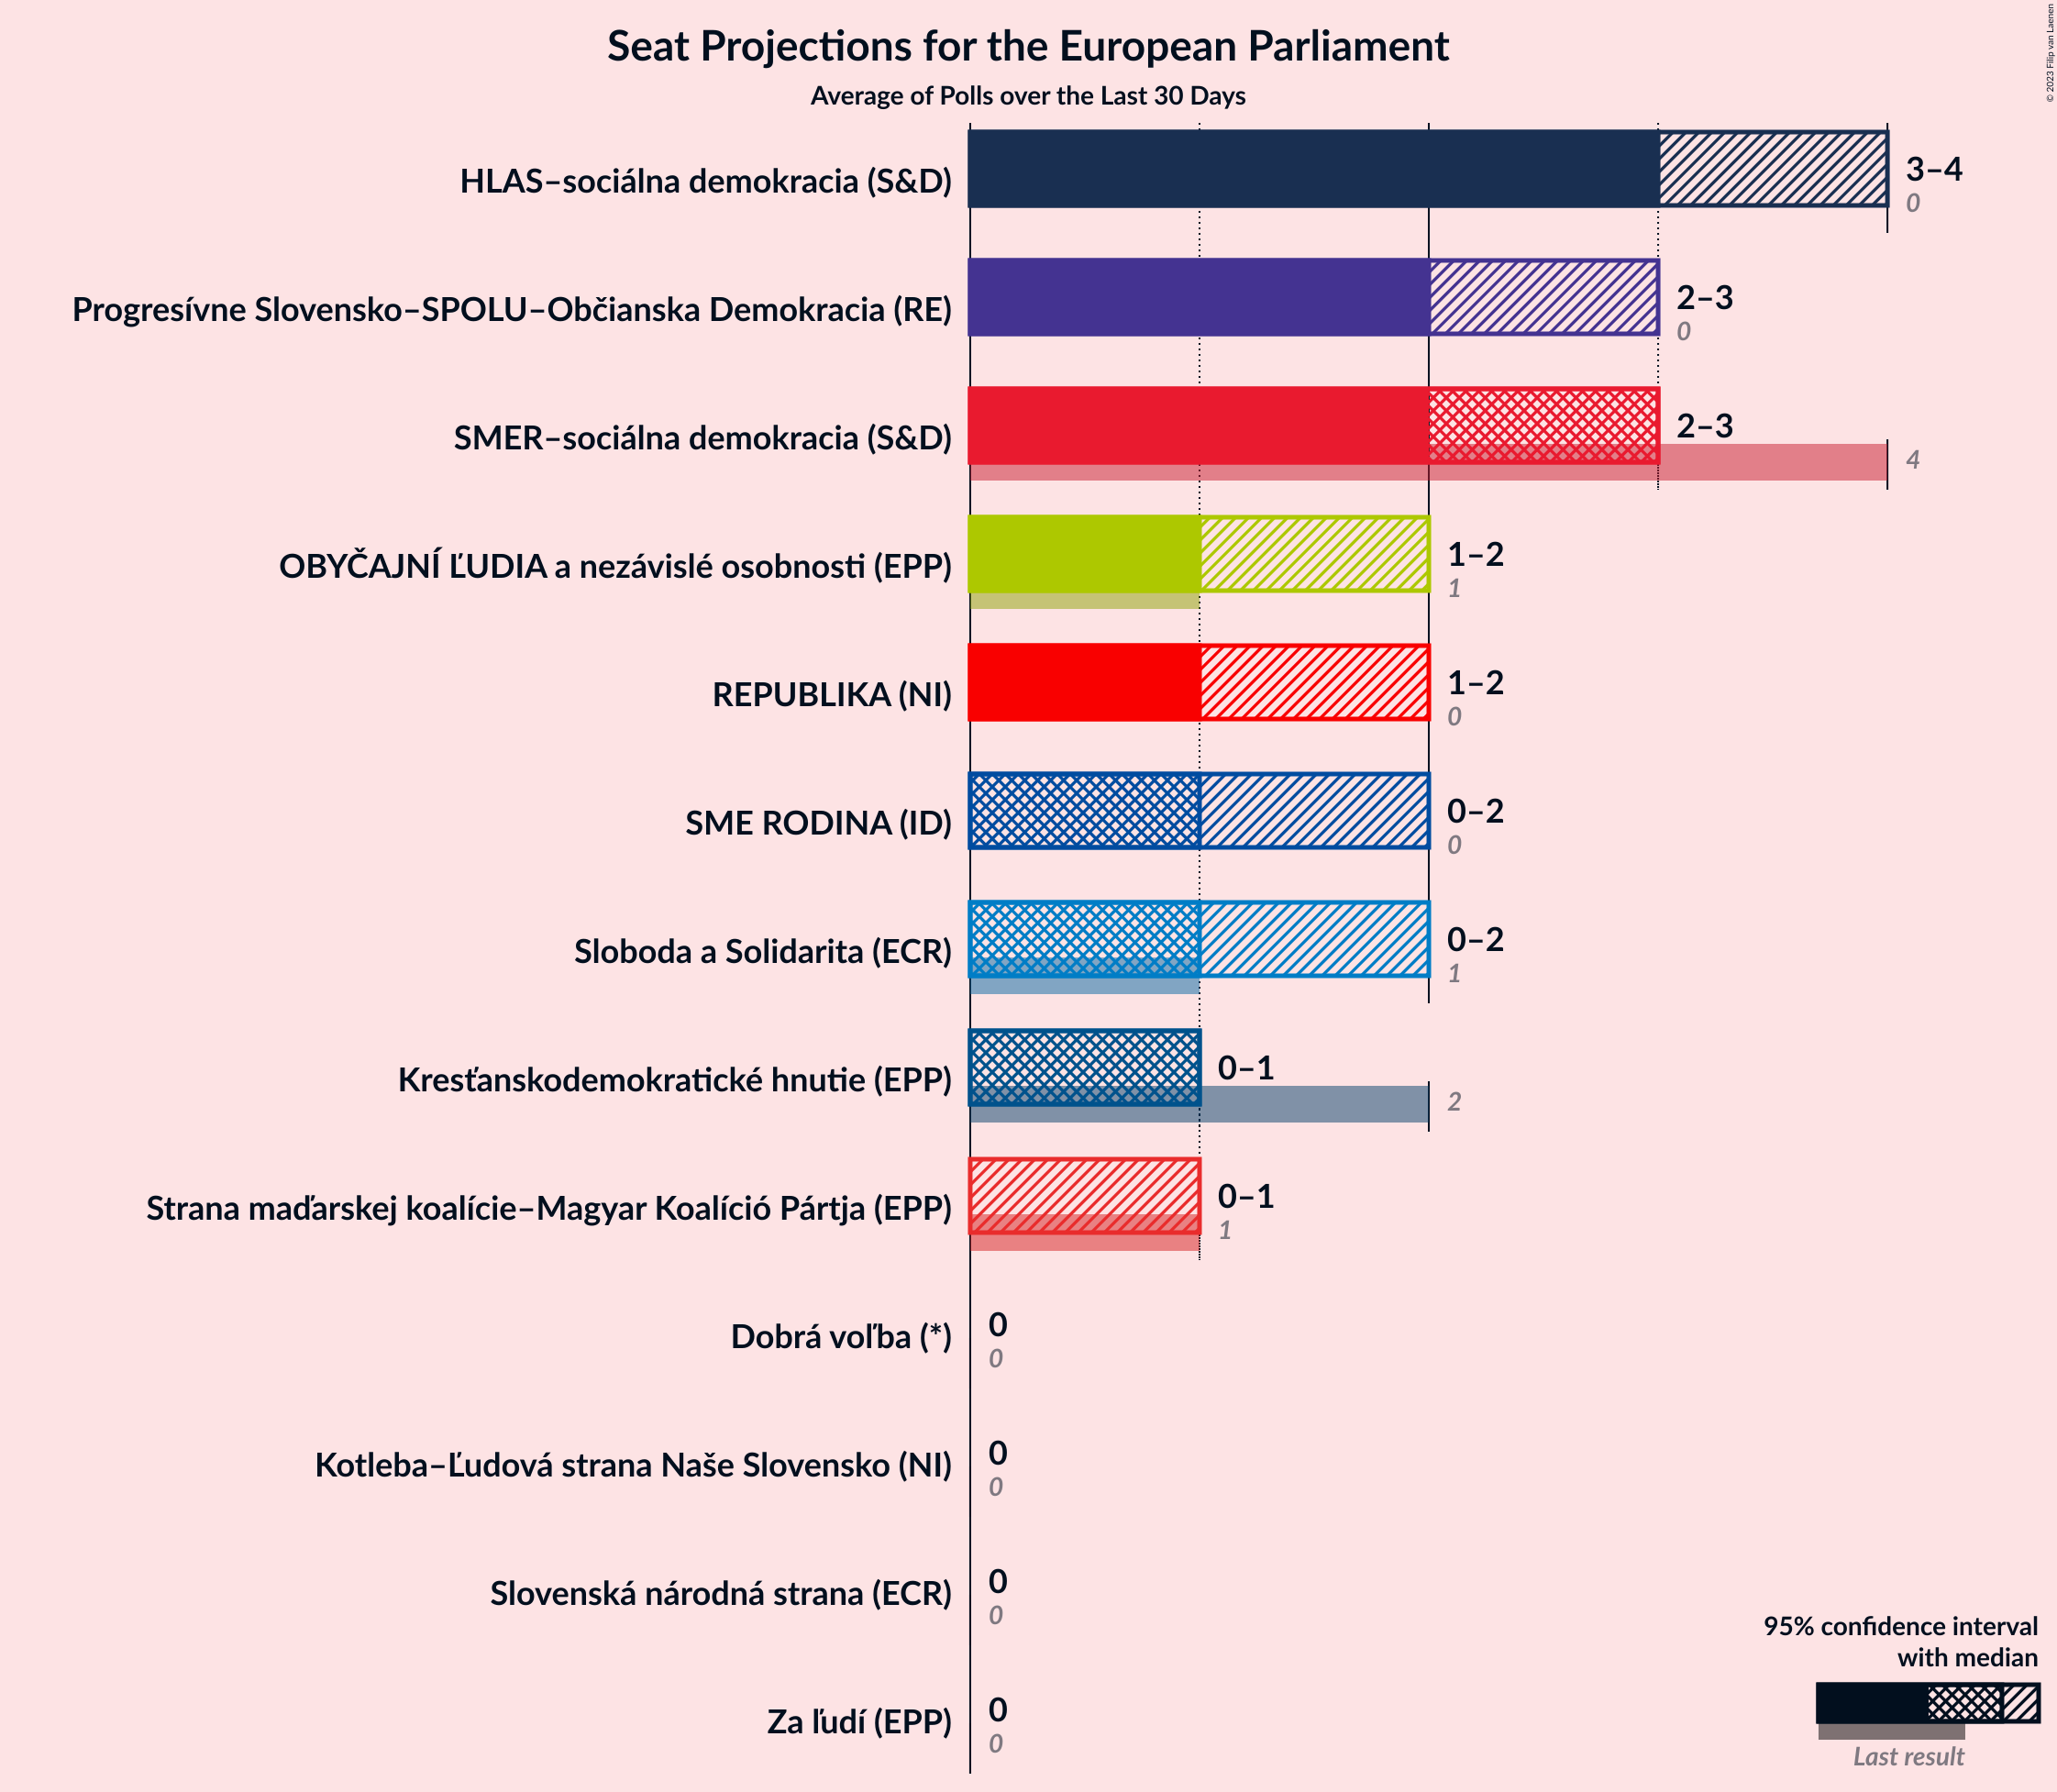 Seat Projections for the European Parliament
Average of Polls over the Last 30 Days
© 2023 Filip van Laenen
HLAS–sociálna demokracia (S&D)
3–4
0
Progresívne Slovensko–SPOLU–Občianska Demokracia (RE)
2–3
0
SMER–sociálna demokracia (S&D)
2–3
4
OBYČAJNÍ ĽUDIA a nezávislé osobnosti (EPP)
1–2
1
REPUBLIKA (NI)
1–2
0
SME RODINA (ID)
0–2
0
Sloboda a Solidarita (ECR)
0–2
1
Kresťanskodemokratické hnutie (EPP)
0–1
2
Strana maďarskej koalície–Magyar Koalíció Pártja (EPP)
0–1
1
Dobrá voľba (*)
0
0
Kotleba–Ľudová strana Naše Slovensko (NI)
0
0
Slovenská národná strana (ECR)
0
0
Za ľudí (EPP)
0
0
95% confidence interval
with median
Last result